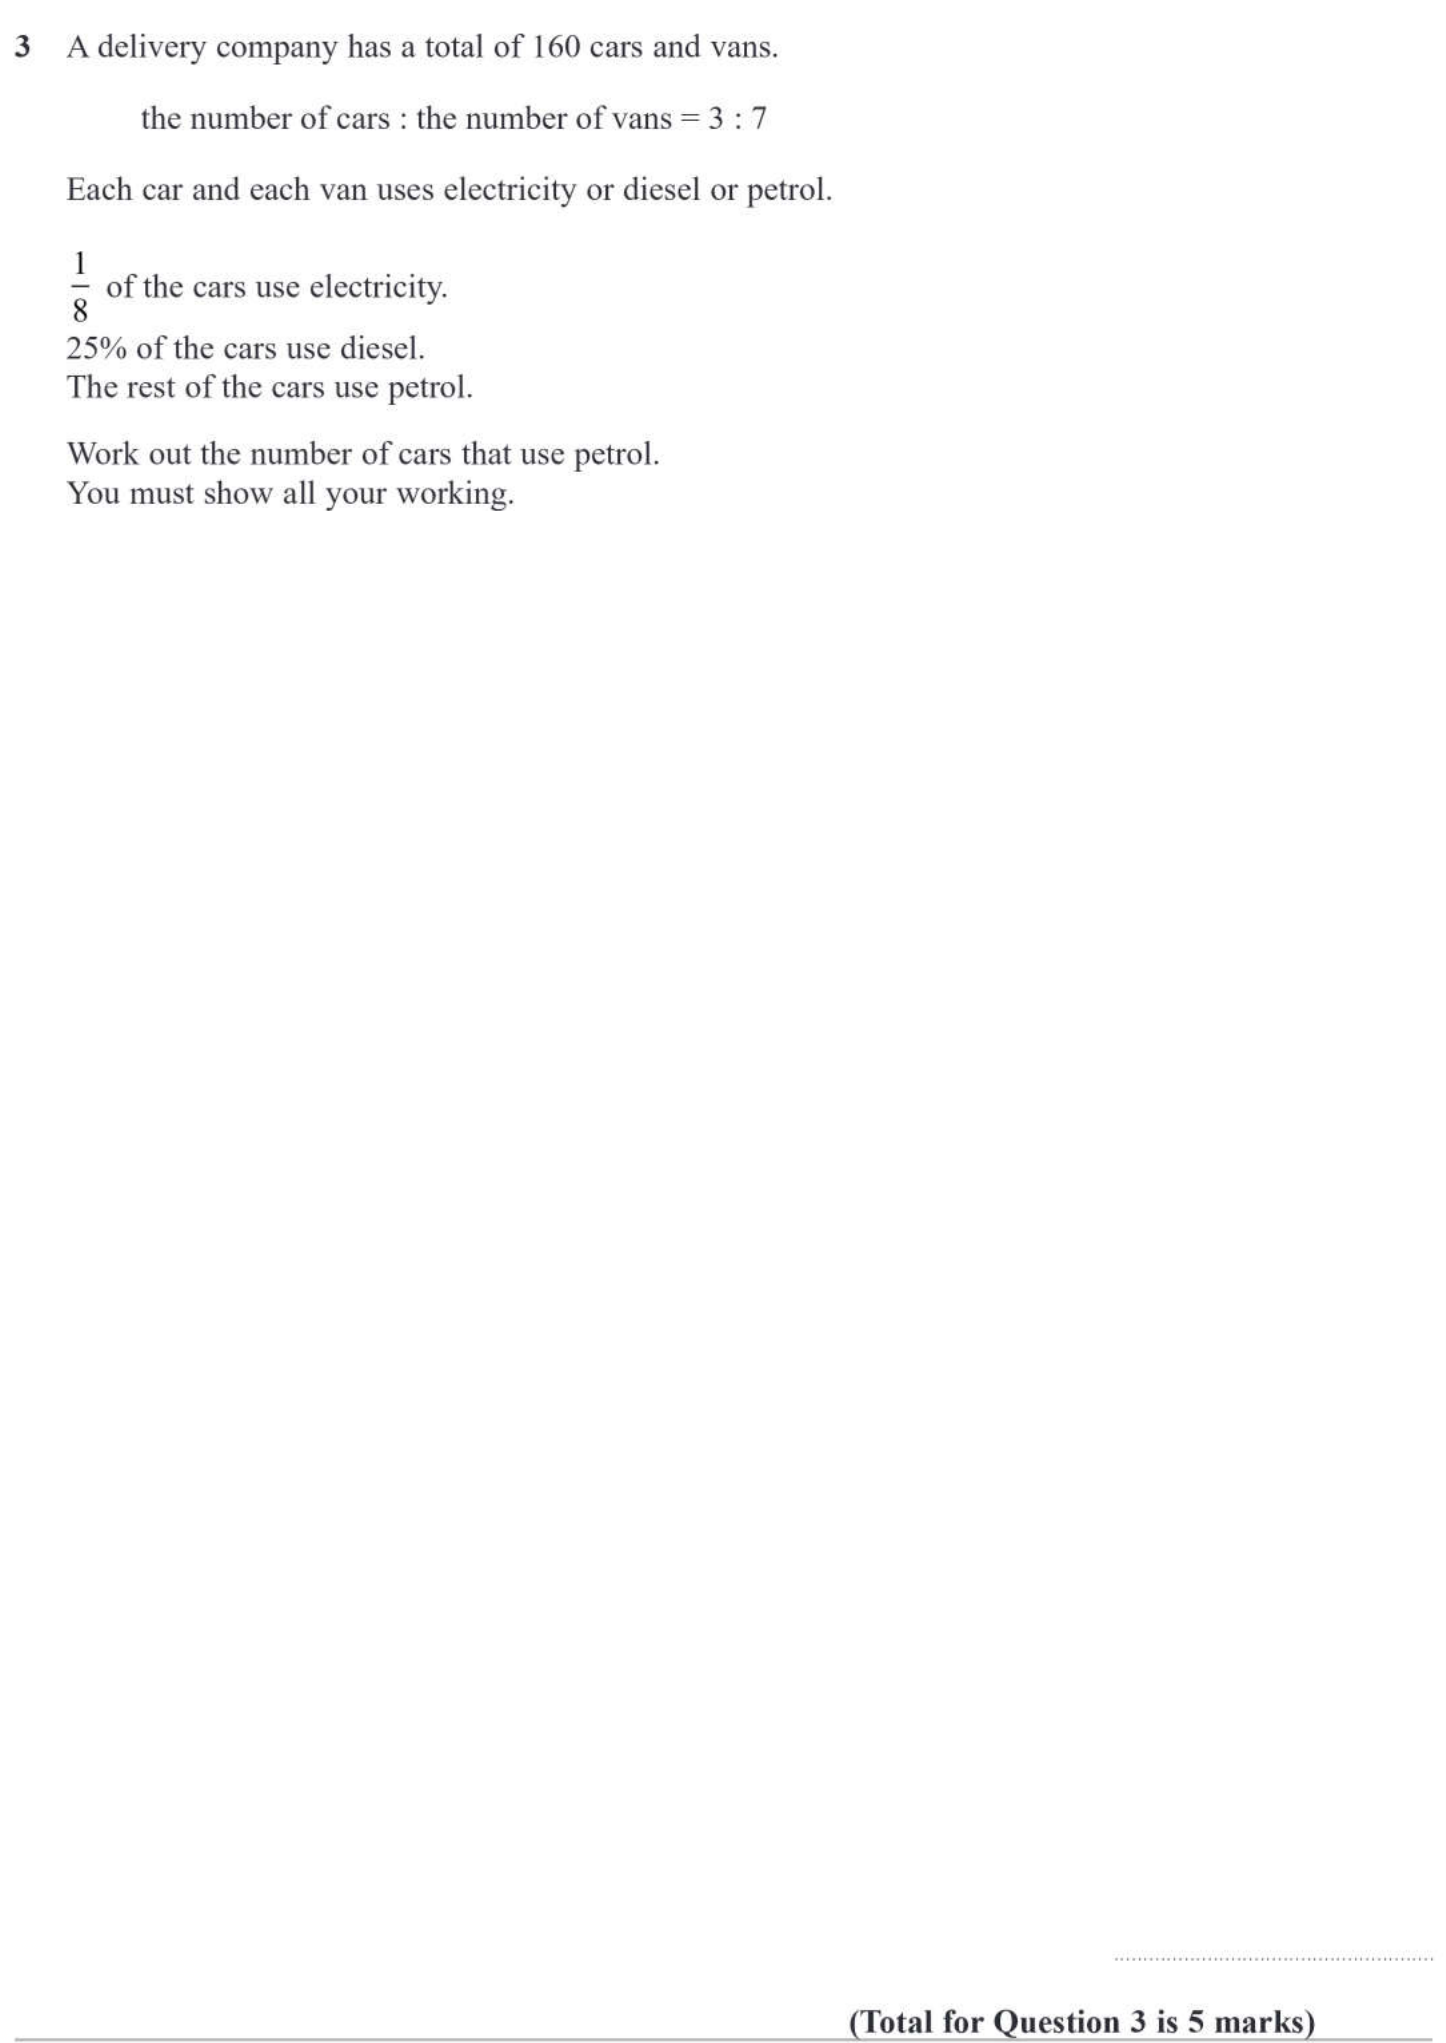 3 A delivery company has a total of 160 cars and vans.
the number of cars : the number of vans = 3 : 7
Each car and each van uses electricity or diesel or petrol.
1/8 of the cars use electricity.
25% of the cars use diesel.
The rest of the cars use petrol.
Work out the number of cars that use petrol.
You must show all your working.
(Total for Question 3 is 5 marks)